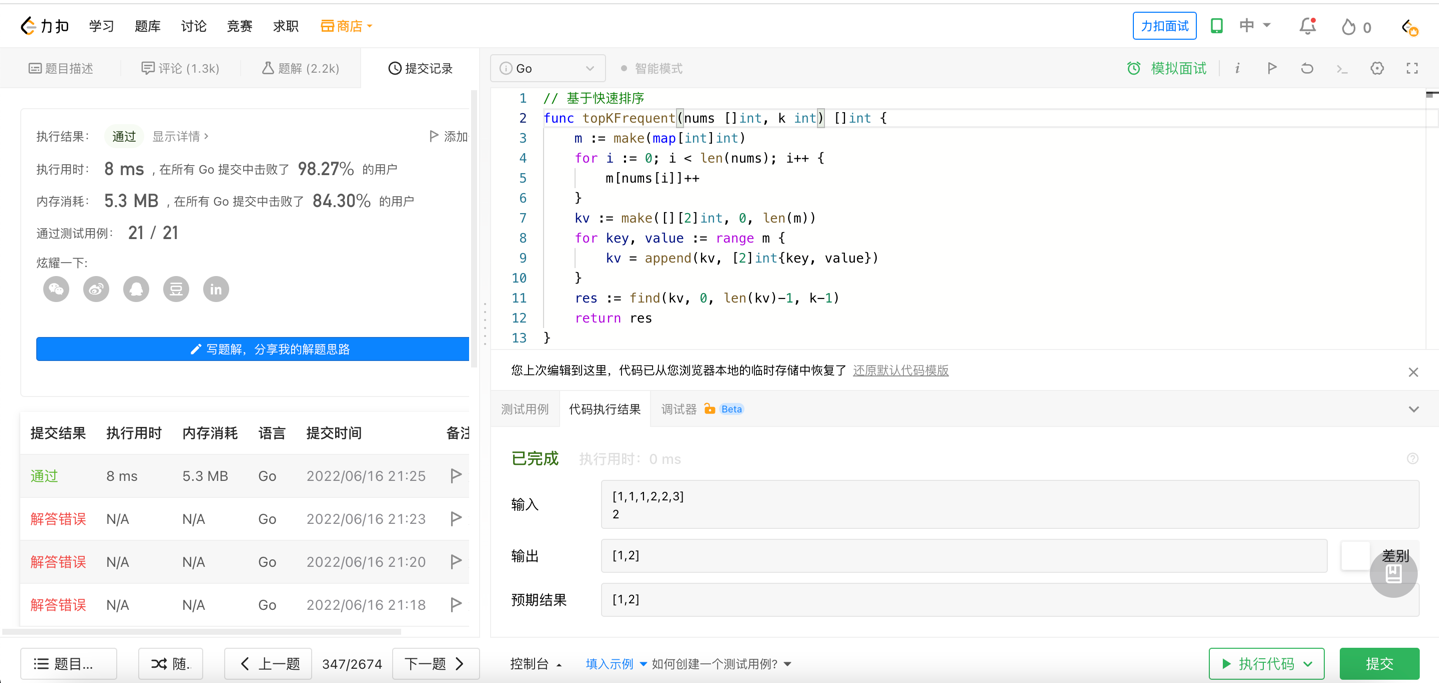 力扣 学习 题库 讨论 竞赛 求职 商店 力扣面试 中 0
题目描述 评论 (1.3k) 题解 (2.2k) 提交记录
i Go 智能模式 模拟面试 i
执行结果： 通过 显示详情 > 添加
执行用时： 8 ms , 在所有 Go 提交中击败了 98.27% 的用户
内存消耗： 5.3 MB , 在所有 Go 提交中击败了 84.30% 的用户
通过测试用例： 21 / 21
炫耀一下:
豆 in
写题解，分享我的解题思路
提交结果 执行用时 内存消耗 语言 提交时间 备注
通过 8 ms 5.3 MB Go 2022/06/16 21:25
解答错误 N/A N/A Go 2022/06/16 21:23
解答错误 N/A N/A Go 2022/06/16 21:20
解答错误 N/A N/A Go 2022/06/16 21:18
1 // 基于快速排序
2 func topKFrequent(nums []int, k int) []int {
3 m := make(map[int]int)
4 for i := 0; i < len(nums); i++ {
5 m[nums[i]]++
6 }
7 kv := make([][2]int, 0, len(m))
8 for key, value := range m {
9 kv = append(kv, [2]int{key, value})
10 }
11 res := find(kv, 0, len(kv)-1, k-1)
12 return res
13 }
您上次编辑到这里，代码已从您浏览器本地的临时存储中恢复了 还原默认代码模版
测试用例 代码执行结果 调试器 Beta
已完成 执行用时：0 ms
输入 [1,1,1,2,2,3]
2
输出 [1,2] 差别
预期结果 [1,2]
题目... 随. 上一题 347/2674 下一题 控制台 填入示例 如何创建一个测试用例? 执行代码 提交